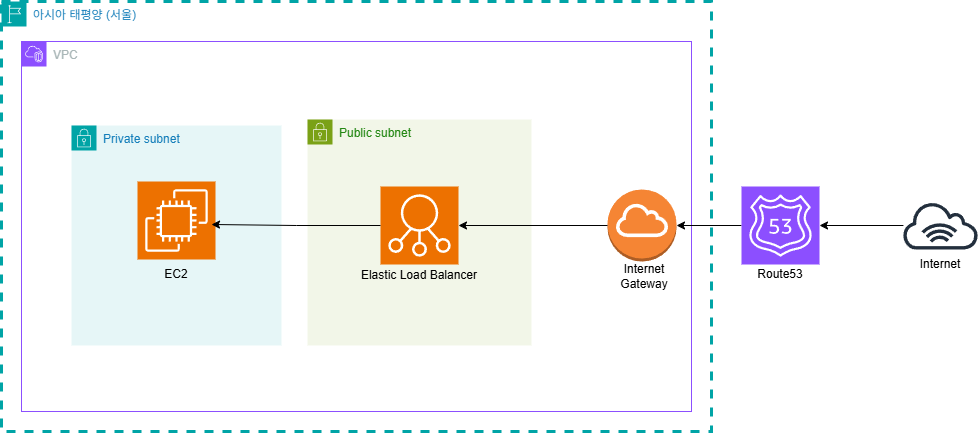 아시아 태평양 (서울)
VPC
Private subnet
Public subnet
EC2
Elastic Load Balancer
Internet
Gateway
53
Route53
Internet